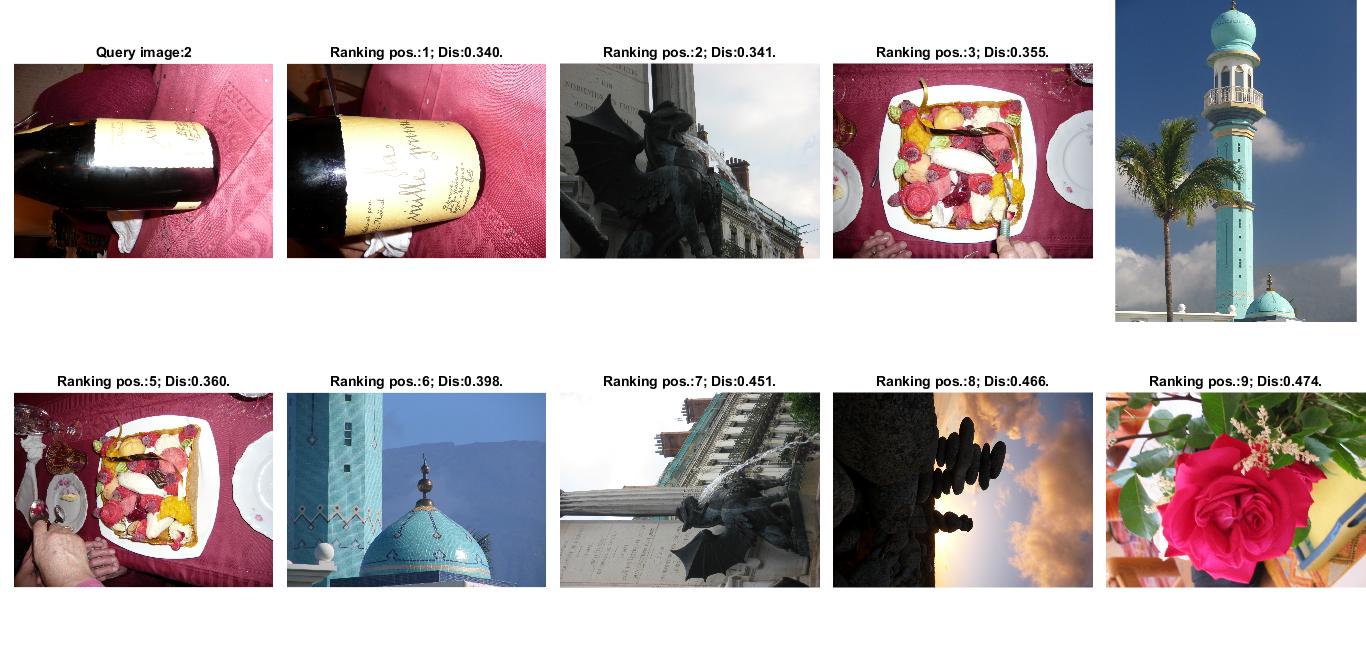 Query image:2
Ranking pos.:1; Dis:0.340.
Ranking pos.:2; Dis:0.341.
Ranking pos.:3; Dis:0.355.
Ranking pos.:5; Dis:0.360.
Ranking pos.:6; Dis:0.398.
Ranking pos.:7; Dis:0.451.
Ranking pos.:8; Dis:0.466.
Ranking pos.:9; Dis:0.474.